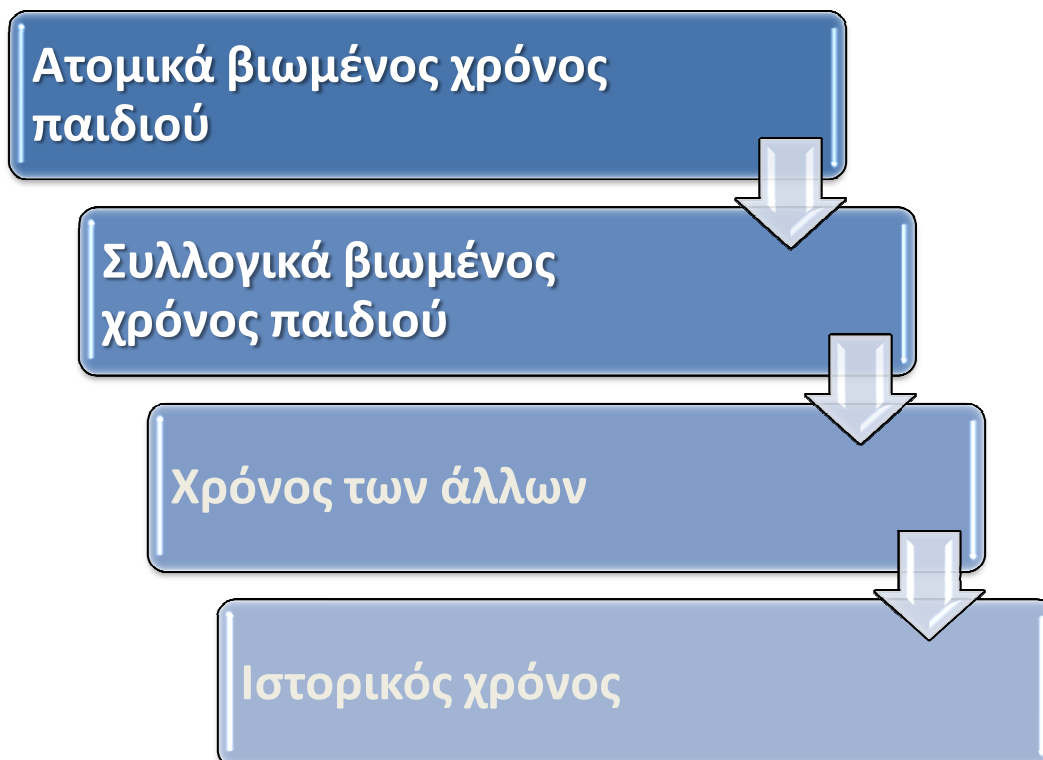 Ατομικά βιωμένος χρόνος
παιδιού
Συλλογικά βιωμένος
χρόνος παιδιού
Χρόνος των άλλων
Ιστορικός χρόνος